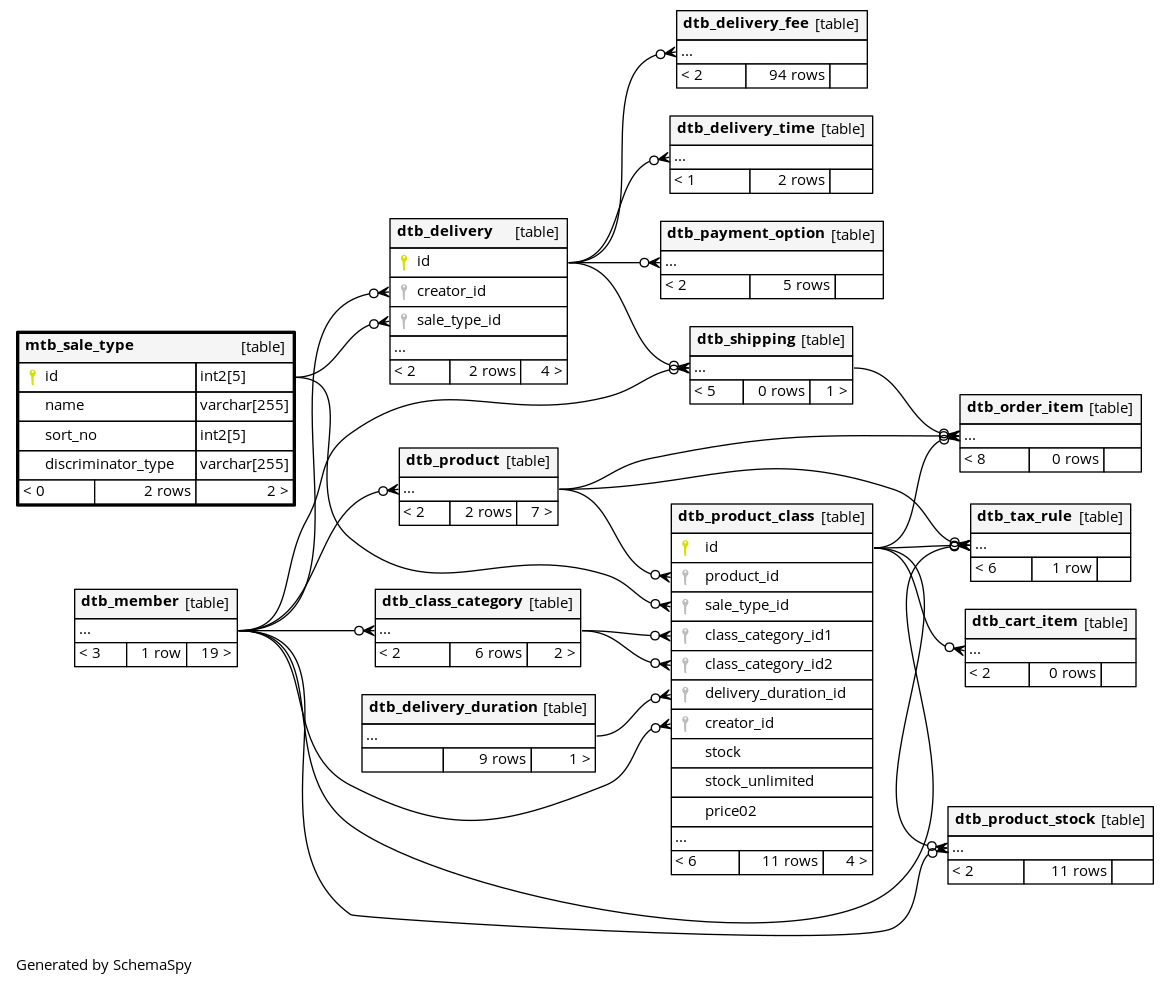 dtb_delivery_fee [table]
...
< 2 94 rows
dtb_delivery_time [table]
...
< 1 2 rows
dtb_delivery [table]
id
creator_id
sale_type_id
...
< 2 2 rows 4 >
dtb_payment_option [table]
...
< 2 5 rows
mtb_sale_type [table]
id int2[5]
name varchar[255]
sort_no int2[5]
discriminator_type varchar[255]
< 0 2 rows 2 >
dtb_shipping [table]
...
< 5 0 rows 1 >
dtb_order_item [table]
...
< 8 0 rows
dtb_product [table]
...
< 2 2 rows 7 >
dtb_product_class [table]
id
product_id
sale_type_id
class_category_id1
class_category_id2
delivery_duration_id
creator_id
stock
stock_unlimited
price02
...
< 6 11 rows 4 >
dtb_tax_rule [table]
...
< 6 1 row
dtb_member [table]
...
< 3 1 row 19 >
dtb_class_category [table]
...
< 2 6 rows 2 >
dtb_cart_item [table]
...
< 2 0 rows
dtb_delivery_duration [table]
...
9 rows 1 >
dtb_product_stock [table]
...
< 2 11 rows
Generated by SchemaSpy